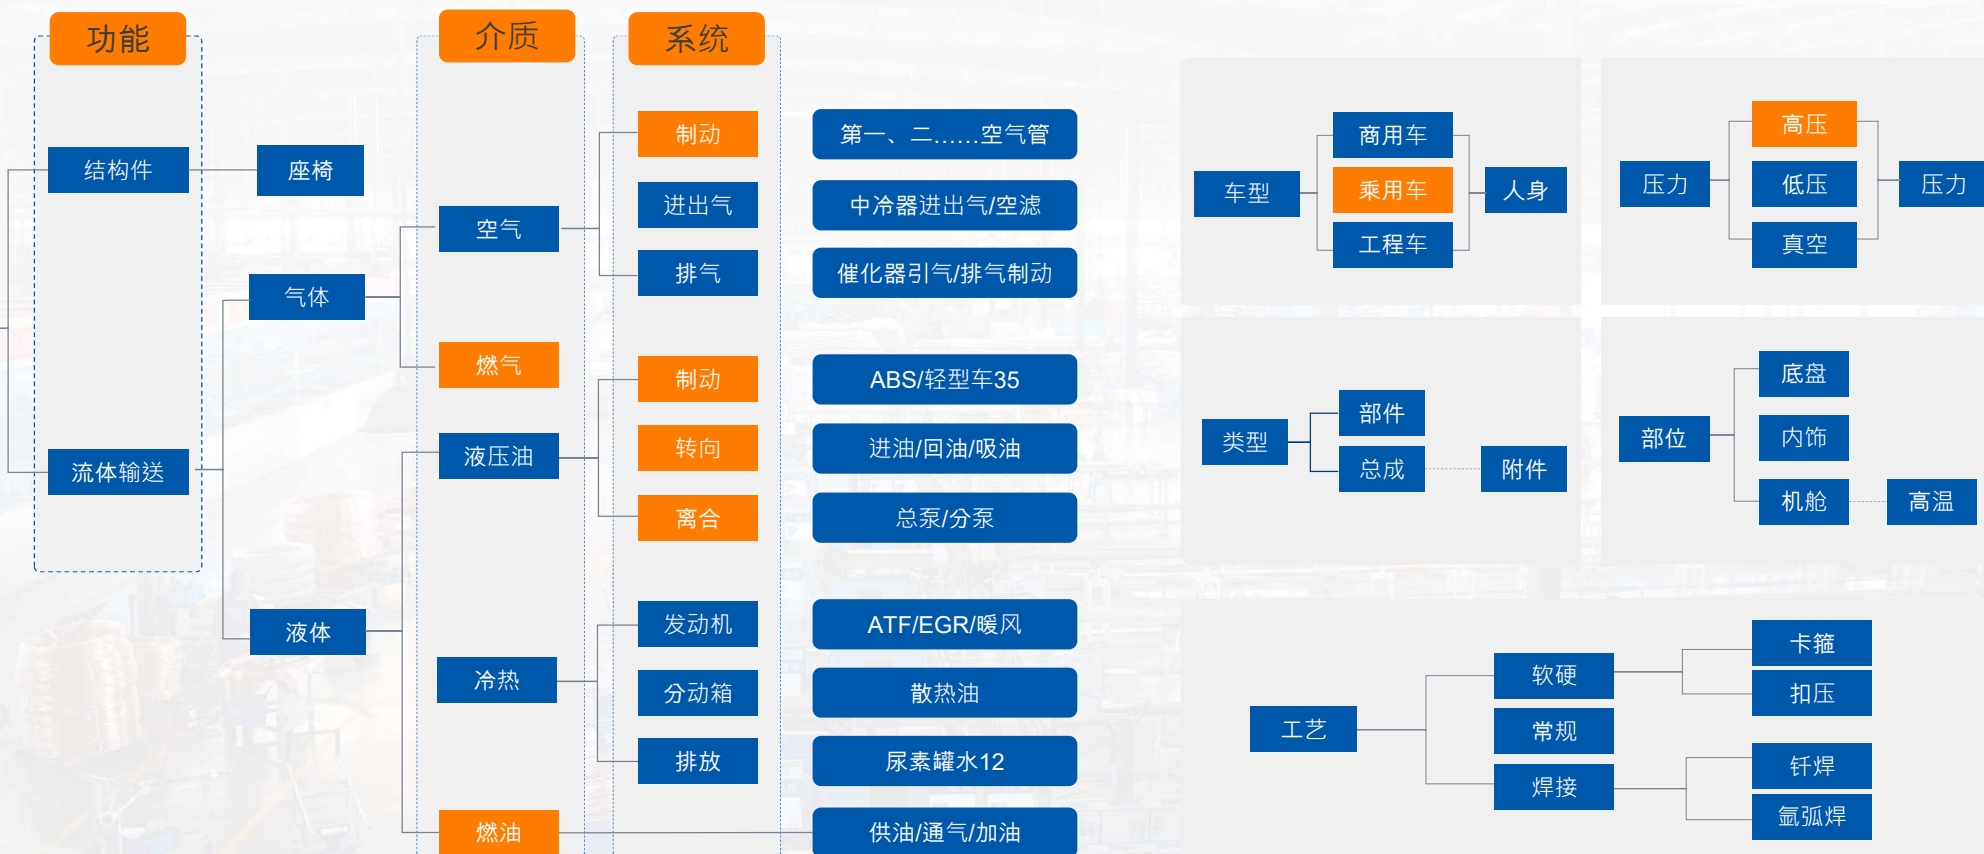 功能
介质
系统
结构件
座椅
流体输送
气体
液体
空气
燃气
液压油
冷热
燃油
制动
进出气
排气
制动
转向
离合
发动机
分动箱
排放
第一、二……空气管
中冷器进出气/空滤
催化器引气/排气制动
ABS/轻型车35
进油/回油/吸油
总泵/分泵
ATF/EGR/暖风
散热油
尿素罐水12
供油/通气/加油
车型
商用车
乘用车
工程车
人身
压力
高压
低压
真空
压力
类型
部件
总成
附件
部位
底盘
内饰
机舱
高温
工艺
软硬
常规
焊接
卡箍
扣压
钎焊
氩弧焊